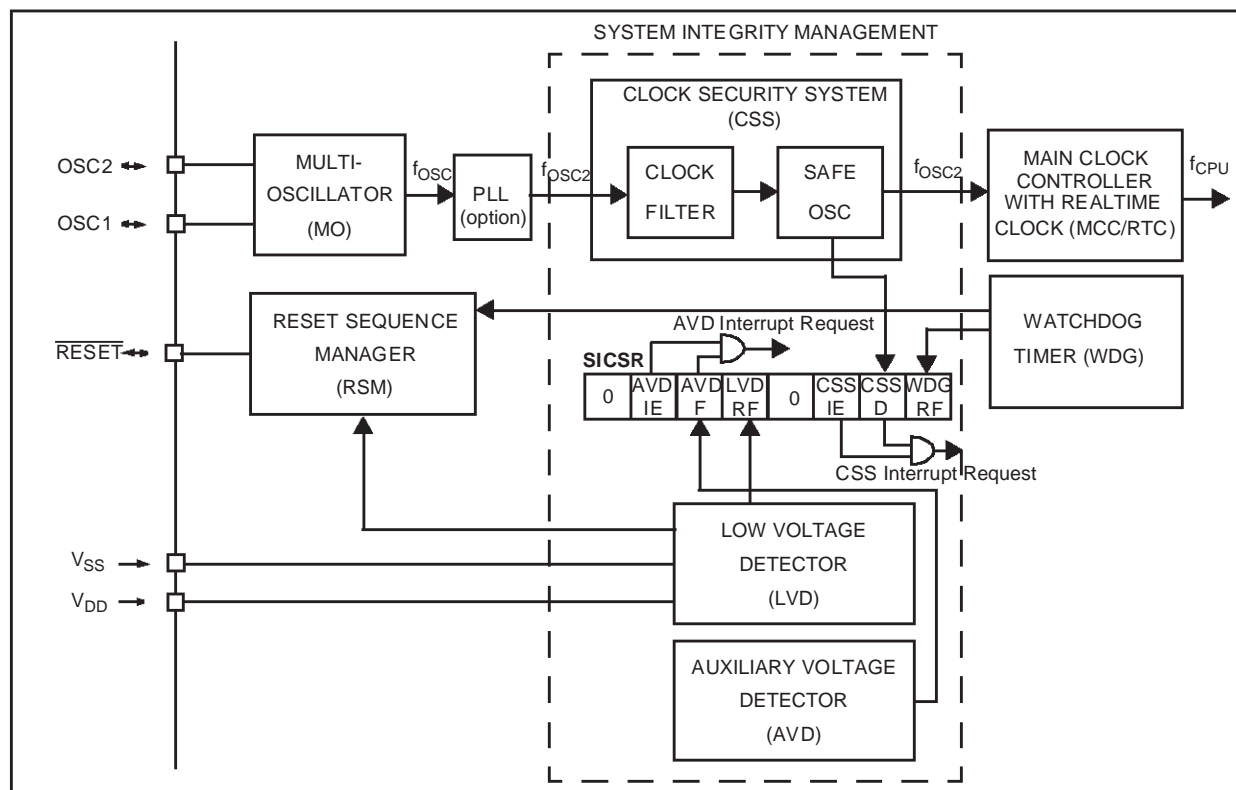 SYSTEM INTEGRITY MANAGEMENT
CLOCK SECURITY SYSTEM
(CSS)
OSC2
OSC1
MULTI-
OSCILLATOR
(MO)
fOSC
PLL
(option)
fOSC2
CLOCK
FILTER
SAFE
OSC
fOSC2
MAIN CLOCK
CONTROLLER
WITH REALTIME
CLOCK (MCC/RTC)
fCPU
RESET
RESET SEQUENCE
MANAGER
(RSM)
AVD Interrupt Request
WATCHDOG
TIMER (WDG)
SICSR
0
AVD
IE
AVD
F
LVD
RF
0
CSS
IE
CSS
D
WDG
RF
CSS Interrupt Request
VSS
VDD
LOW VOLTAGE
DETECTOR
(LVD)
AUXILIARY VOLTAGE
DETECTOR
(AVD)